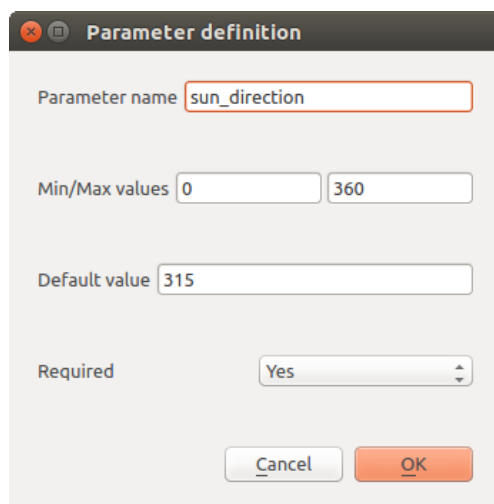 Parameter definition
Parameter name sun_direction
Min/Max values 0 360
Default value 315
Required Yes
Cancel OK